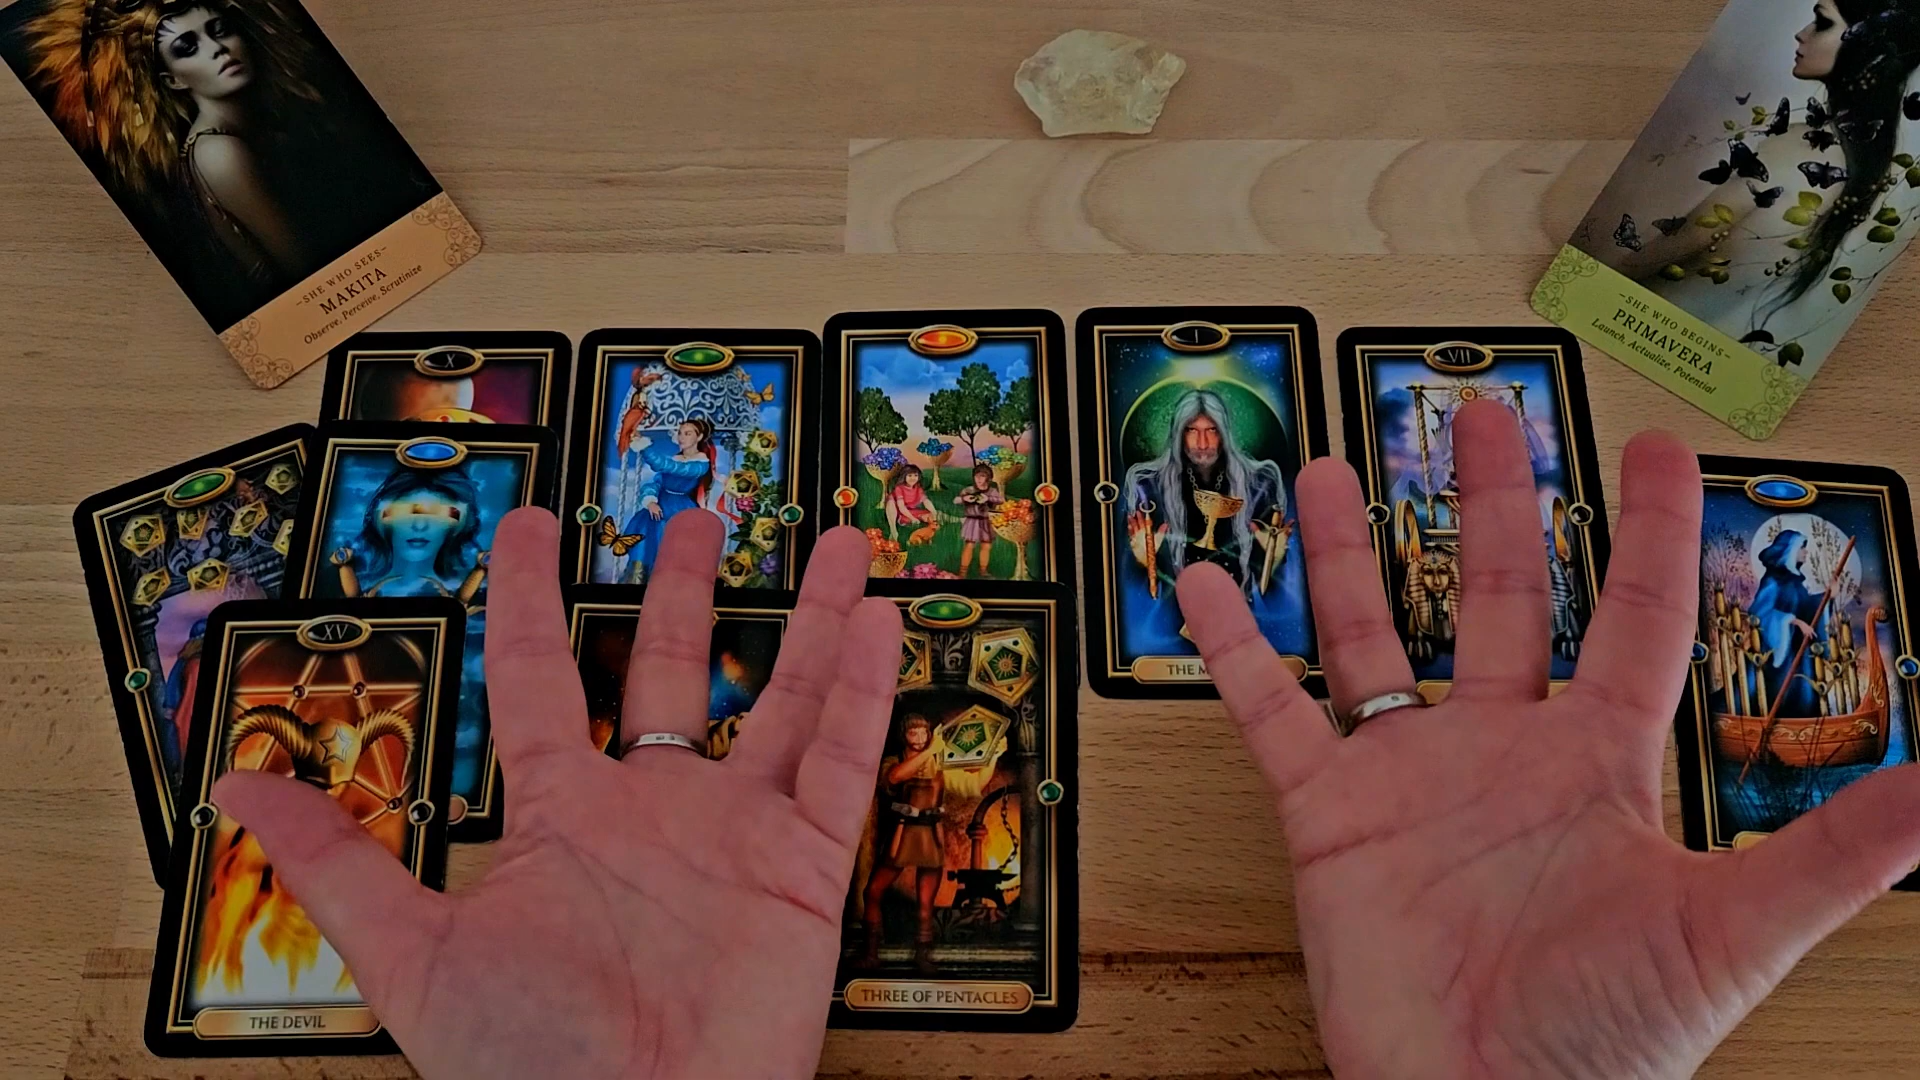 ~SHE WHO SEES~
MAKITA
Observe, Perceive, Scrutinize
~SHE WHO BEGINS~
PRIMAVERA
Launch, Actualize, Potential
X
I
VII
XV
THE M
THREE OF PENTACLES
THE DEVIL